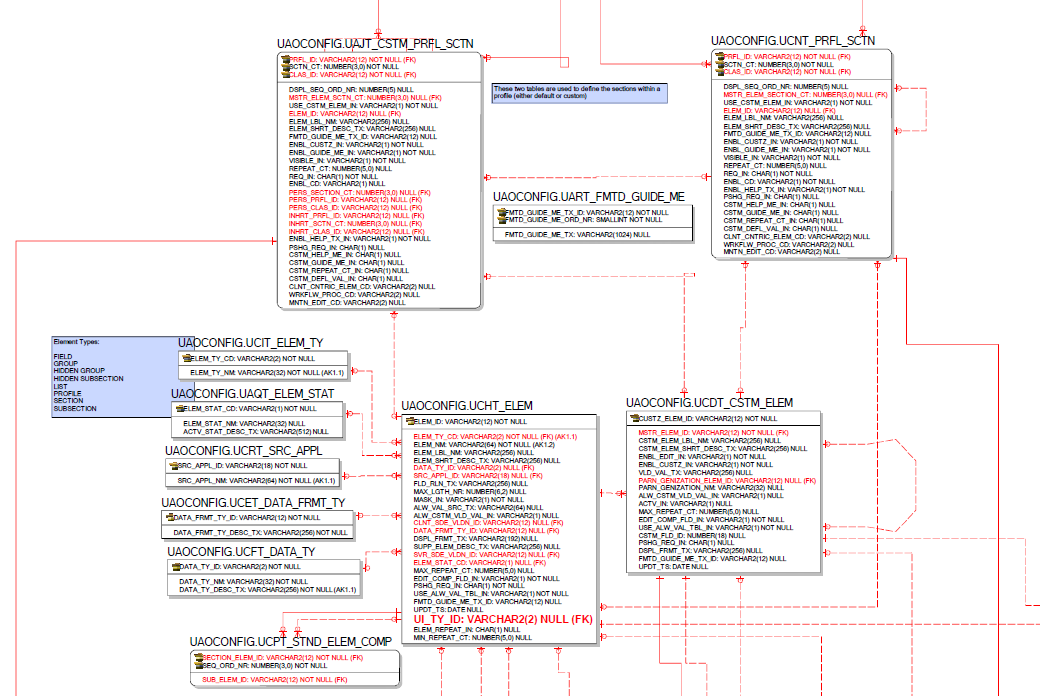 UAOCONFIG.UAJT_CSTM_PRFL_SCTN
PRFL_ID: VARCHAR2(12) NOT NULL (FK)
SCTN_CT: NUMBER(3,0) NOT NULL
CLAS_ID: VARCHAR2(12) NOT NULL (FK)
DSPL_SEQ_ORD_NR: NUMBER(5) NULL
MSTR_ELEM_SCTN_CT: NUMBER(3,0) NULL (FK)
USE_CSTM_ELEM_IN: VARCHAR2(1) NOT NULL
ELEM_ID: VARCHAR2(12) NULL (FK)
ELEM_LBL_NM: VARCHAR2(256) NULL
ELEM_SHRT_DESC_TX: VARCHAR2(256) NULL
FMTD_GUIDE_ME_TX_ID: VARCHAR2(12) NULL
ENBL_CUSTZ_IN: VARCHAR2(1) NOT NULL
ENBL_GUIDE_ME_IN: VARCHAR2(1) NOT NULL
VISIBLE_IN: VARCHAR2(1) NOT NULL
REPEAT_CT: NUMBER(5,0) NULL
REQ_IN: CHAR(1) NOT NULL
ENBL_CD: VARCHAR2(1) NULL
PERS_SECTION_CT: NUMBER(3,0) NULL (FK)
PERS_PRFL_ID: VARCHAR2(12) NULL (FK)
PERS_CLAS_ID: VARCHAR2(12) NULL (FK)
INHRT_PRFL_ID: VARCHAR2(12) NULL (FK)
INHRT_SCTN_CT: NUMBER(3,0) NULL (FK)
INHRT_CLAS_ID: VARCHAR2(12) NULL (FK)
ENBL_HELP_TX_IN: VARCHAR2(1) NOT NULL
PSHG_REQ_IN: CHAR(1) NULL
CSTM_HELP_ME_IN: CHAR(1) NULL
CSTM_GUIDE_ME_IN: CHAR(1) NULL
CSTM_REPEAT_CT_IN: CHAR(1) NULL
CSTM_DEFL_VAL_IN: CHAR(1) NULL
CLNT_CNTRIC_ELEM_CD: VARCHAR2(2) NULL
WRKFLW_PROC_CD: VARCHAR2(2) NULL
MNTN_EDIT_CD: VARCHAR2(2) NULL
These two tables are used to define the sections within a
profile (either default or custom)
UAOCONFIG.UCNT_PRFL_SCTN
PRFL_ID: VARCHAR2(12) NOT NULL (FK)
SCTN_CT: NUMBER(3,0) NOT NULL
CLAS_ID: VARCHAR2(12) NOT NULL (FK)
DSPL_SEQ_ORD_NR: NUMBER(5) NULL
MSTR_ELEM_SECTION_CT: NUMBER(3,0) NULL (FK)
USE_CSTM_ELEM_IN: VARCHAR2(1) NOT NULL
ELEM_ID: VARCHAR2(12) NULL (FK)
ELEM_LBL_NM: VARCHAR2(256) NULL
ELEM_SHRT_DESC_TX: VARCHAR2(256) NULL
FMTD_GUIDE_ME_TX_ID: VARCHAR2(12) NULL
ENBL_CUSTZ_IN: VARCHAR2(1) NOT NULL
ENBL_GUIDE_ME_IN: VARCHAR2(1) NOT NULL
VISIBLE_IN: VARCHAR2(1) NOT NULL
REPEAT_CT: NUMBER(5,0) NULL
REQ_IN: CHAR(1) NOT NULL
ENBL_CD: VARCHAR2(1) NULL
ENBL_HELP_TX_IN: VARCHAR2(1) NOT NULL
PSHG_REQ_IN: CHAR(1) NULL
CSTM_HELP_ME_IN: CHAR(1) NULL
CSTM_GUIDE_ME_IN: CHAR(1) NULL
CSTM_REPEAT_CT_IN: CHAR(1) NULL
CSTM_DEFL_VAL_IN: CHAR(1) NULL
CLNT_CNTRIC_ELEM_CD: VARCHAR2(2) NULL
WRKFLW_PROC_CD: VARCHAR2(2) NULL
MNTN_EDIT_CD: VARCHAR2(2) NULL
UAOCONFIG.UART_FMTD_GUIDE_ME
FMTD_GUIDE_ME_TX_ID: VARCHAR2(12) NOT NULL
FMTD_GUIDE_ME_ORD_NR: SMALLINT NOT NULL
FMTD_GUIDE_ME_TX: VARCHAR2(1024) NULL
Element Types:
FIELD
GROUP
HIDDEN GROUP
HIDDEN SUBSECTION
LIST
PROFILE
SECTION
SUBSECTION
UAOCONFIG.UCIT_ELEM_TY
ELEM_TY_CD: VARCHAR2(2) NOT NULL
ELEM_TY_NM: VARCHAR2(32) NOT NULL (AK1.1)
UAOCONFIG.UAQT_ELEM_STAT
ELEM_STAT_CD: VARCHAR2(1) NOT NULL
ELEM_STAT_NM: VARCHAR2(32) NULL
ACTV_STAT_DESC_TX: VARCHAR2(512) NULL
UAOCONFIG.UCRT_SRC_APPL
SRC_APPL_ID: VARCHAR2(18) NOT NULL
SRC_APPL_NM: VARCHAR2(64) NOT NULL (AK1.1)
UAOCONFIG.UCET_DATA_FRMT_TY
DATA_FRMT_TY_ID: VARCHAR2(12) NOT NULL
DATA_FRMT_TY_DESC_TX: VARCHAR2(256) NOT NULL
UAOCONFIG.UCFT_DATA_TY
DATA_TY_ID: VARCHAR2(2) NOT NULL
DATA_TY_NM: VARCHAR2(32) NOT NULL
DATA_TY_DESC_TX: VARCHAR2(256) NOT NULL (AK1.1)
UAOCONFIG.UCPT_STND_ELEM_COMP
SECTION_ELEM_ID: VARCHAR2(12) NOT NULL (FK)
SEQ_ORD_NR: NUMBER(3,0) NOT NULL
SUB_ELEM_ID: VARCHAR2(12) NOT NULL (FK)
UAOCONFIG.UCHT_ELEM
ELEM_ID: VARCHAR2(12) NOT NULL
ELEM_TY_CD: VARCHAR2(2) NOT NULL (FK) (AK1.1)
ELEM_NM: VARCHAR2(64) NOT NULL (AK1.2)
ELEM_LBL_NM: VARCHAR2(256) NULL
ELEM_SHRT_DESC_TX: VARCHAR2(256) NULL
DATA_TY_ID: VARCHAR2(2) NULL (FK)
SRC_APPL_ID: VARCHAR2(18) NULL (FK)
FLD_RLN_TX: VARCHAR2(256) NULL
MAX_LGTH_NR: NUMBER(6,2) NULL
MASK_IN: VARCHAR2(1) NOT NULL
ALW_VAL_SRC_TX: VARCHAR2(64) NULL
ALW_CSTM_VLD_VAL_IN: VARCHAR2(1) NULL
CLNT_SDE_VLDN_ID: VARCHAR2(12) NULL (FK)
DATA_FRMT_TY_ID: VARCHAR2(12) NULL (FK)
DSPL_FRMT_TX: VARCHAR2(192) NULL
SUPP_ELEM_DESC_TX: VARCHAR2(256) NULL
SVR_SDE_VLDN_ID: VARCHAR2(12) NULL (FK)
ELEM_STAT_CD: VARCHAR2(1) NULL (FK)
MAX_REPEAT_CT: NUMBER(5,0) NULL
EDIT_COMP_FLD_IN: VARCHAR2(1) NOT NULL
PSHG_REQ_IN: CHAR(1) NULL
USE_ALW_VAL_TBL_IN: VARCHAR2(1) NOT NULL
FMTD_GUIDE_ME_TX_ID: VARCHAR2(12) NULL
UPDT_TS: DATE NULL
UI_TY_ID: VARCHAR2(2) NULL (FK)
ELEM_REPEAT_IN: CHAR(1) NULL
MIN_REPEAT_CT: NUMBER(5,0) NULL
UAOCONFIG.UCDT_CSTM_ELEM
CUSTZ_ELEM_ID: VARCHAR2(12) NOT NULL
MSTR_ELEM_ID: VARCHAR2(12) NOT NULL (FK)
CSTM_ELEM_LBL_NM: VARCHAR2(256) NULL
CSTM_ELEM_SHRT_DESC_TX: VARCHAR2(256) NULL
ENBL_EDIT_IN: VARCHAR2(1) NULL
ENBL_CUSTZ_IN: VARCHAR2(1) NULL
VLD_VAL_TX: VARCHAR2(256) NULL
PARN_GENIZATION_ELEM_ID: VARCHAR2(12) NULL (FK)
PARN_GENIZATION_NM: VARCHAR2(32) NULL
ALW_CSTM_VLD_VAL_IN: VARCHAR2(1) NULL
ACTV_IN: VARCHAR2(1) NULL
MAX_REPEAT_CT: NUMBER(5,0) NULL
EDIT_COMP_FLD_IN: VARCHAR2(1) NOT NULL
USE_ALW_VAL_TBL_IN: VARCHAR2(1) NOT NULL
CSTM_FLD_ID: NUMBER(18) NULL
PSHG_REQ_IN: CHAR(1) NULL
DSPL_FRMT_TX: VARCHAR2(256) NULL
FMTD_GUIDE_ME_TX_ID: VARCHAR2(12) NULL
UPDT_TS: DATE NULL